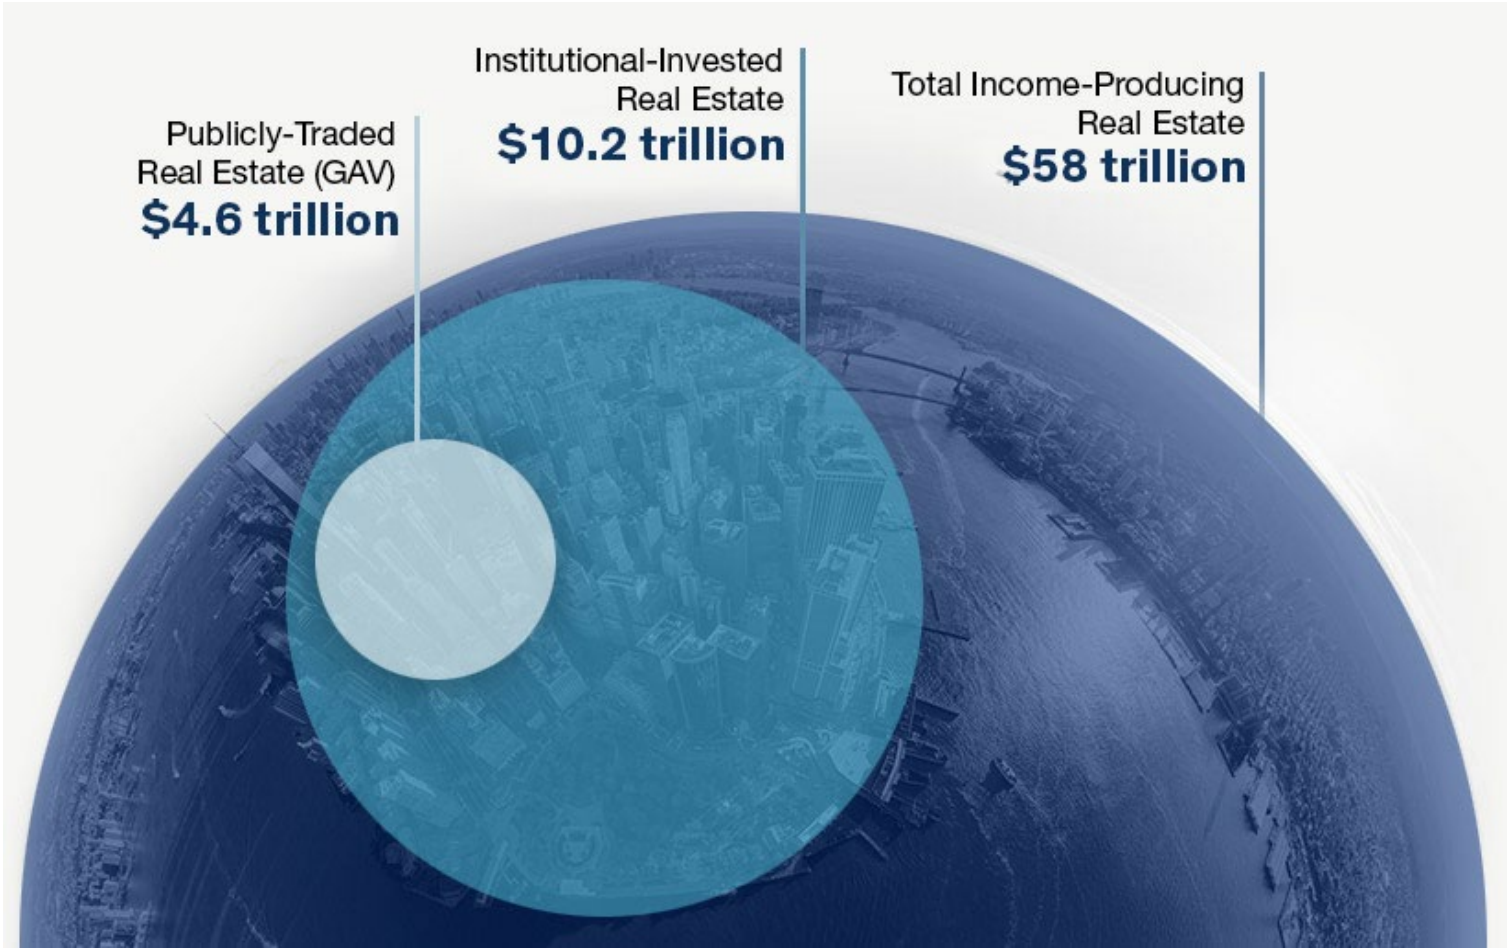 Publicly-Traded
Real Estate (GAV)
$4.6 trillion
Institutional-Invested
Real Estate
$10.2 trillion
Total Income-Producing
Real Estate
$58 trillion